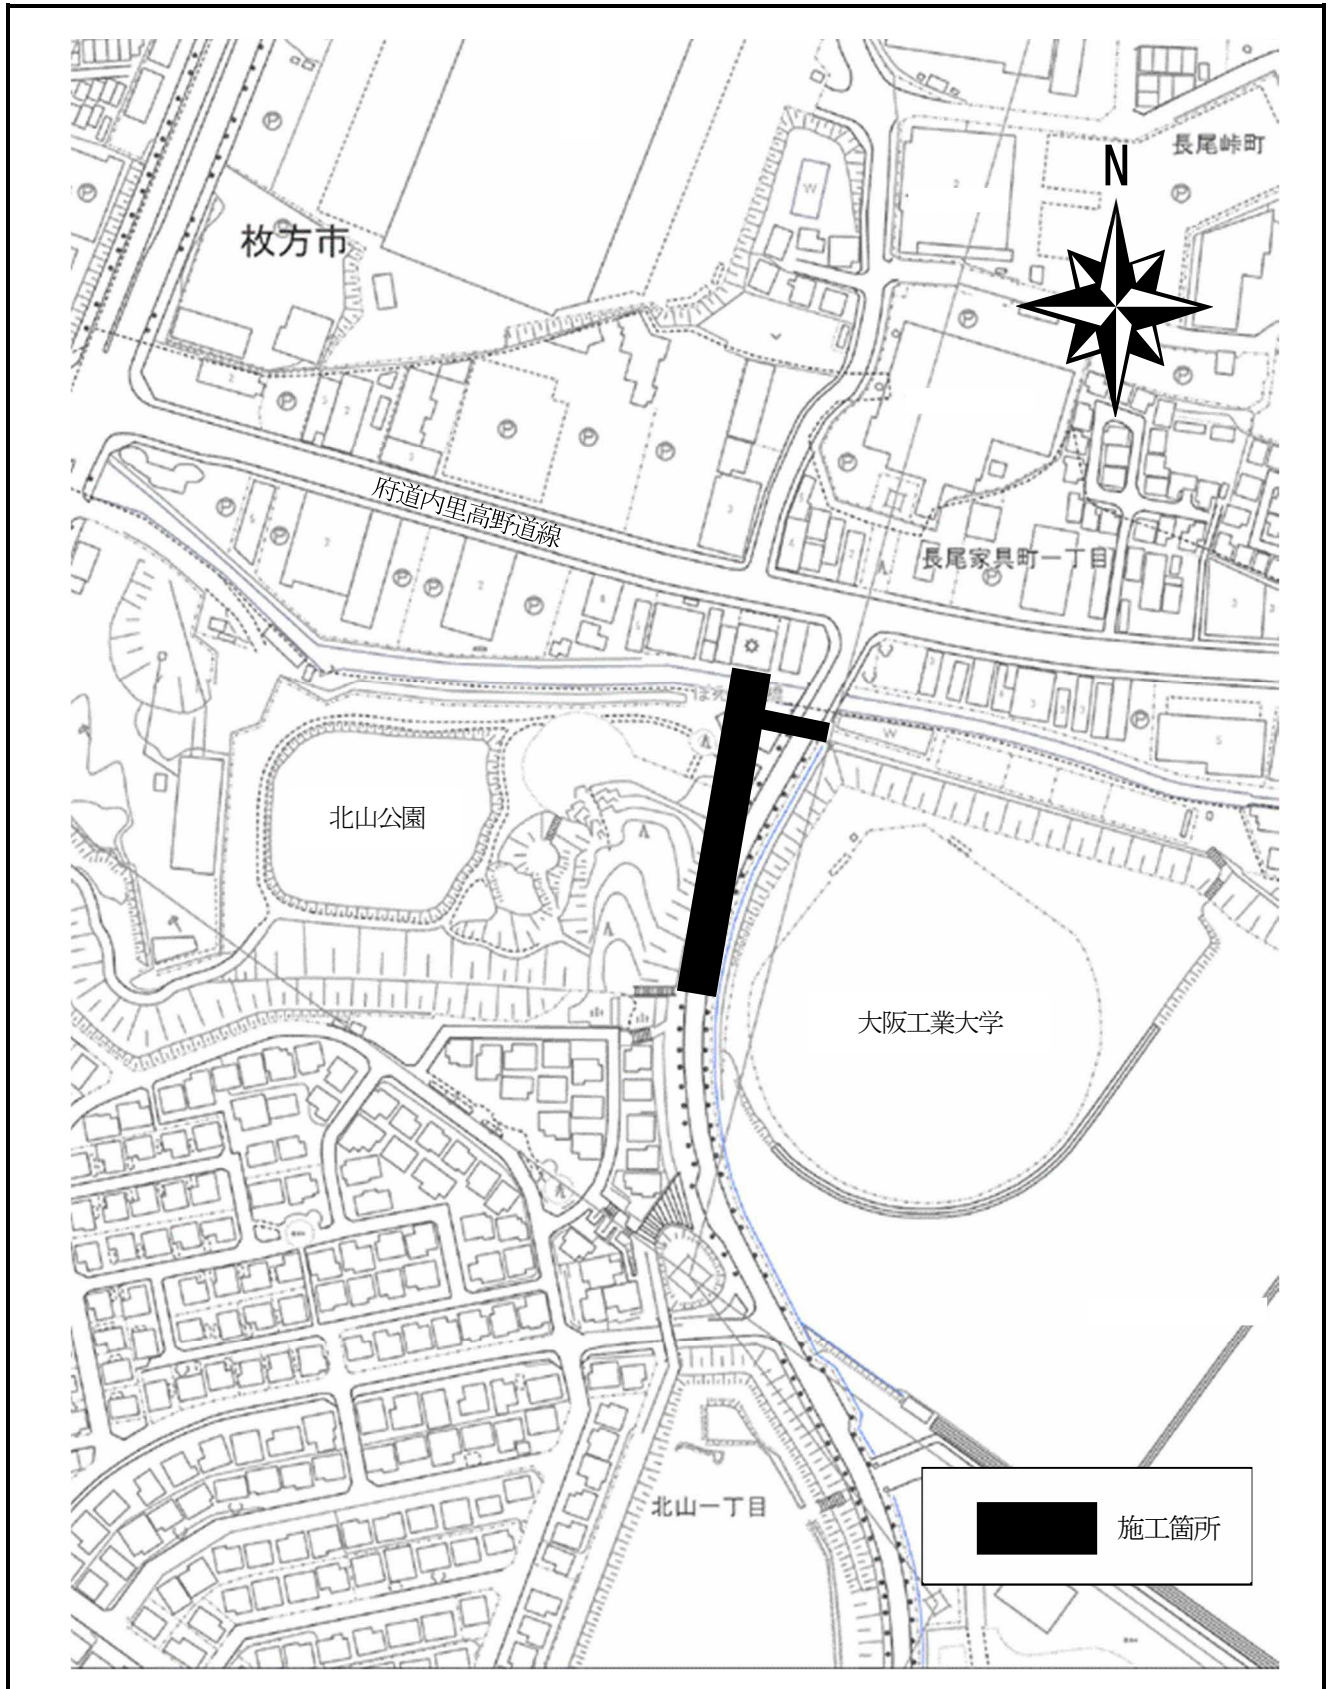 長尾峠町
N
枚方市
府道内里高野道線
長尾家具町一丁目
北山公園
大阪工業大学
北山一丁目
施工箇所